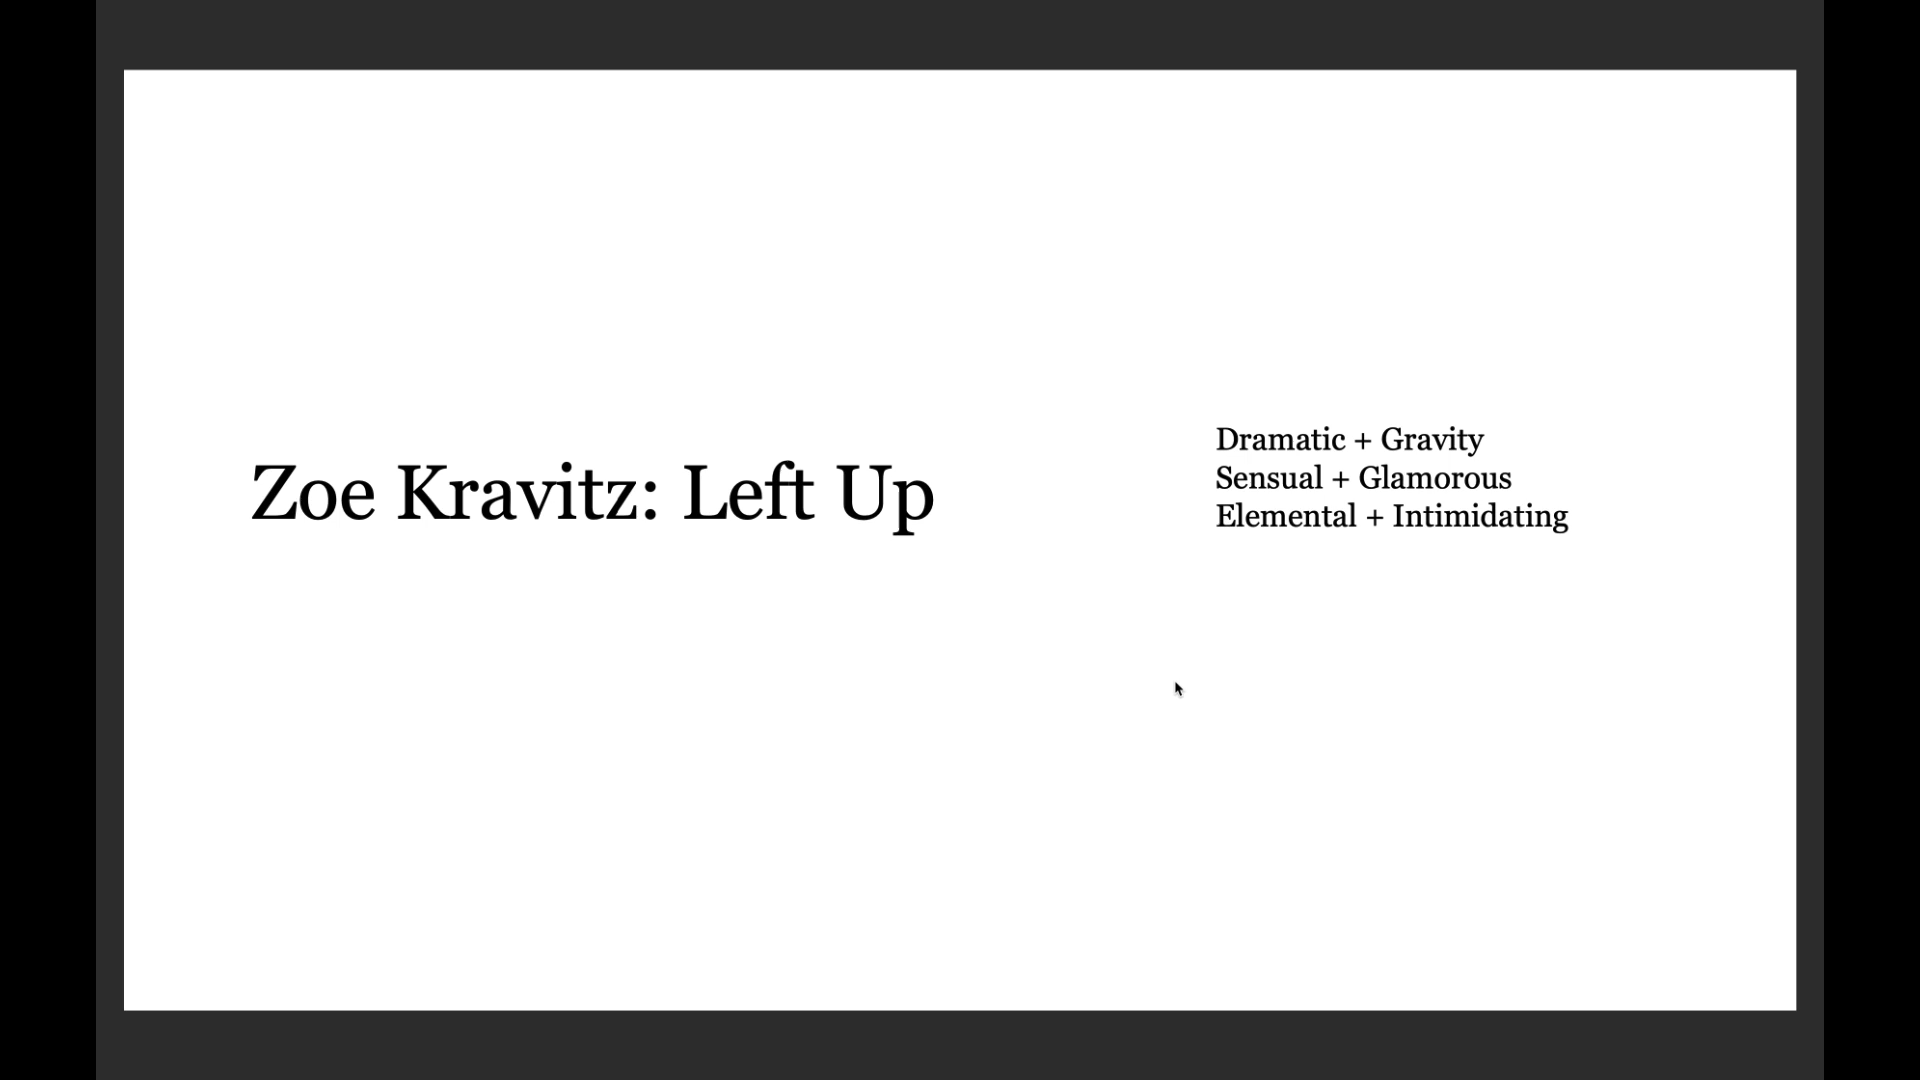 Zoe Kravitz: Left Up
Dramatic + Gravity
Sensual + Glamorous
Elemental + Intimidating